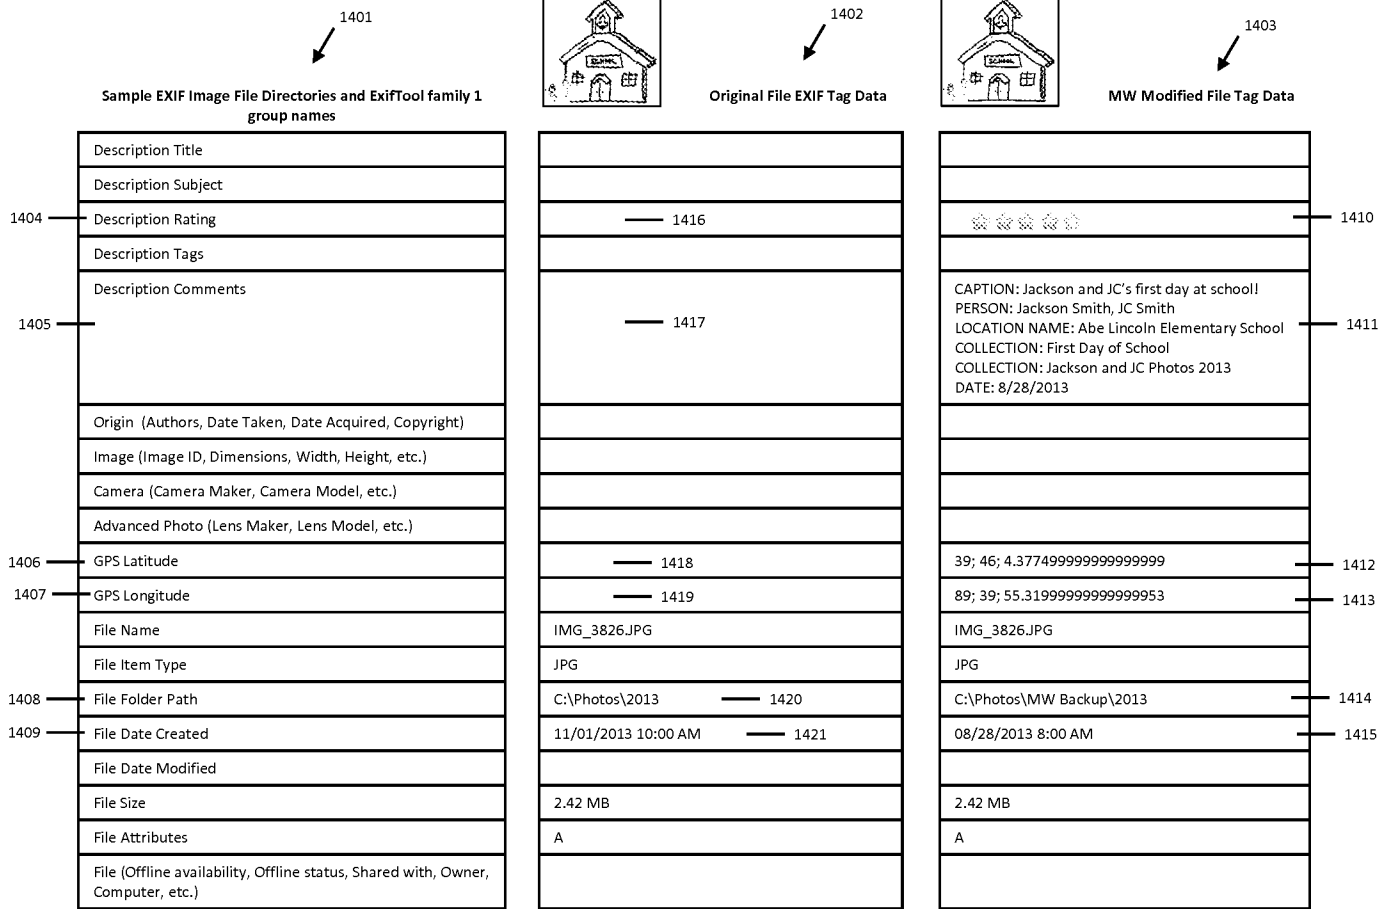 1401
1402
1403
SCHOOL
SCHOOL
Sample EXIF Image File Directories and ExifTool family 1
group names
Original File EXIF Tag Data
MW Modified File Tag Data
Description Title
Description Subject
1404 Description Rating 1416 1410
Description Tags
Description Comments
1405
1417
CAPTION: Jackson and JC's first day at school!
PERSON: Jackson Smith, JC Smith
LOCATION NAME: Abe Lincoln Elementary School 1411
COLLECTION: First Day of School
COLLECTION: Jackson and JC Photos 2013
DATE: 8/28/2013
Origin (Authors, Date Taken, Date Acquired, Copyright)
Image (Image ID, Dimensions, Width, Height, etc.)
Camera (Camera Maker, Camera Model, etc.)
Advanced Photo (Lens Maker, Lens Model, etc.)
1406 GPS Latitude 1418 39; 46; 4.377499999999999999 1412
1407 GPS Longitude 1419 89; 39; 55.31999999999999953 1413
File Name IMG_3826.JPG IMG_3826.JPG
File Item Type JPG JPG
1408 File Folder Path C:\Photos\2013 1420 C:\Photos\MW Backup\2013 1414
1409 File Date Created 11/01/2013 10:00 AM 1421 08/28/2013 8:00 AM 1415
File Date Modified
File Size 2.42 MB 2.42 MB
File Attributes A A
File (Offline availability, Offline status, Shared with, Owner,
Computer, etc.)